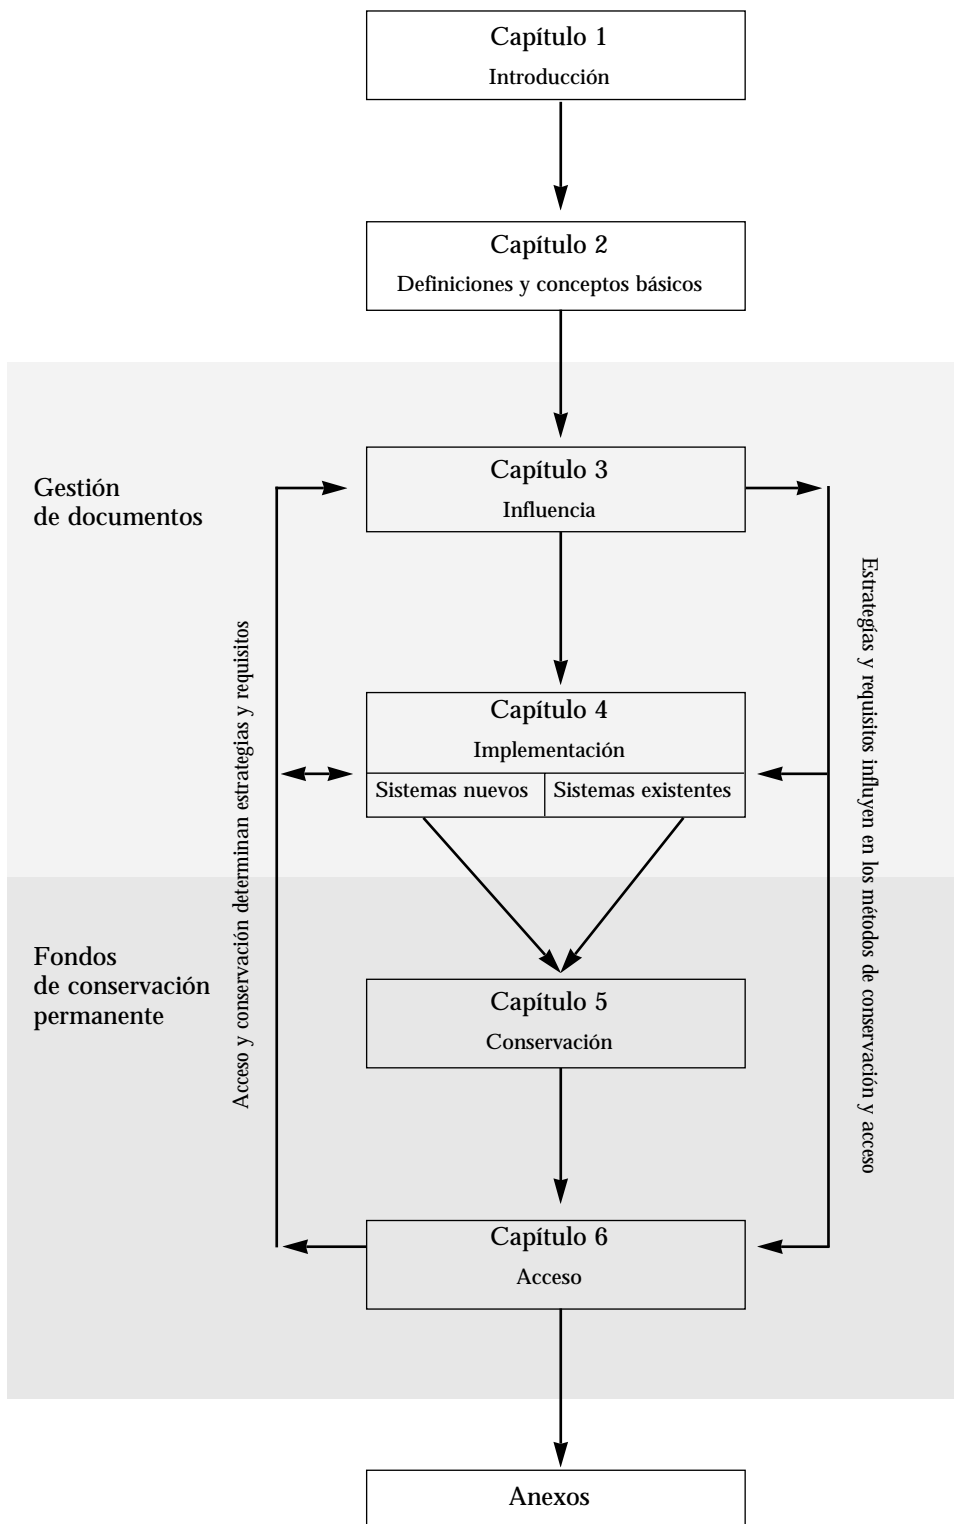 Capítulo 1
Introducción
Capítulo 2
Definiciones y conceptos básicos
Gestión
de documentos
Capítulo 3
Influencia
Acceso y conservación determinan estrategias y requisitos
Estrategías y requisitos influyen en los métodos de conservación y acceso
Capítulo 4
Implementación
Sistemas nuevos
Sistemas existentes
Fondos
de conservación
permanente
Capítulo 5
Conservación
Capítulo 6
Acceso
Anexos